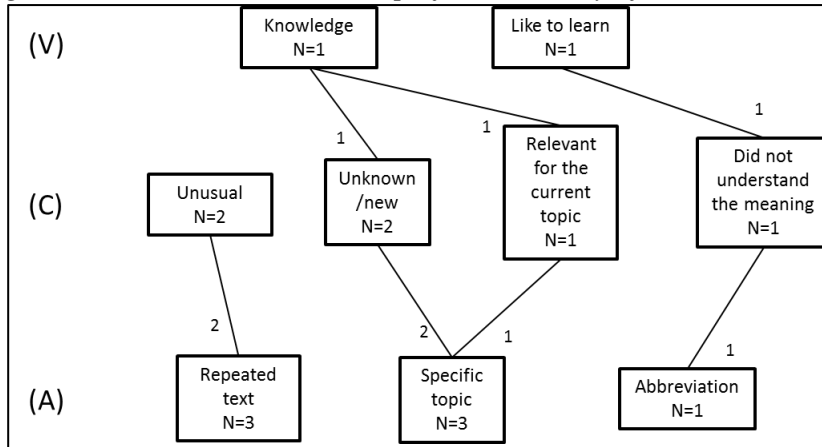 (V)
Knowledge
N=1
Like to learn
N=1
1
1
1
(C)
Unusual
N=2
Unknown
/new
N=2
Relevant
for the
current
topic
N=1
Did not
understand
the meaning
N=1
2
2
1
1
(A)
Repeated
text
N=3
Specific
topic
N=3
Abbreviation
N=1